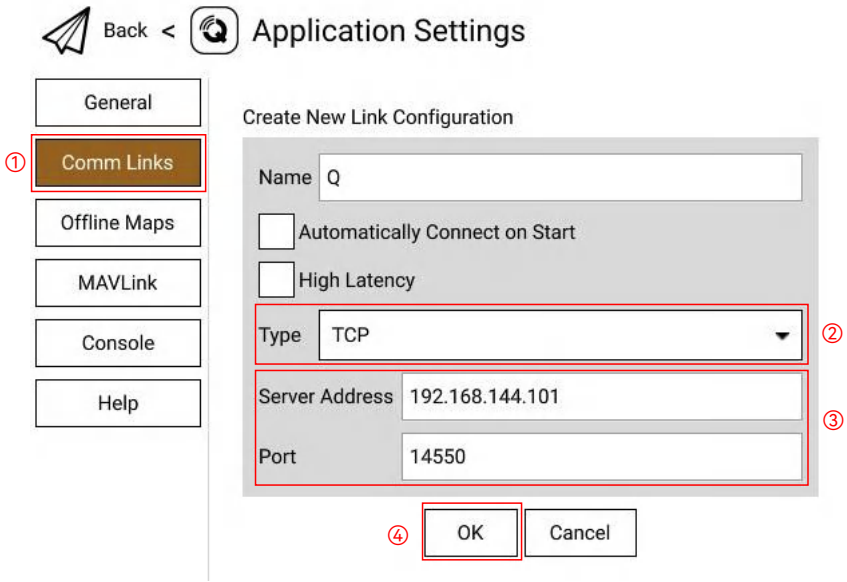 Back < Application Settings
General
① Comm Links
Offline Maps
MAVLink
Console
Help
Create New Link Configuration
Name Q
Automatically Connect on Start
High Latency
Type TCP ②
Server Address 192.168.144.101
③
Port 14550
④ OK Cancel